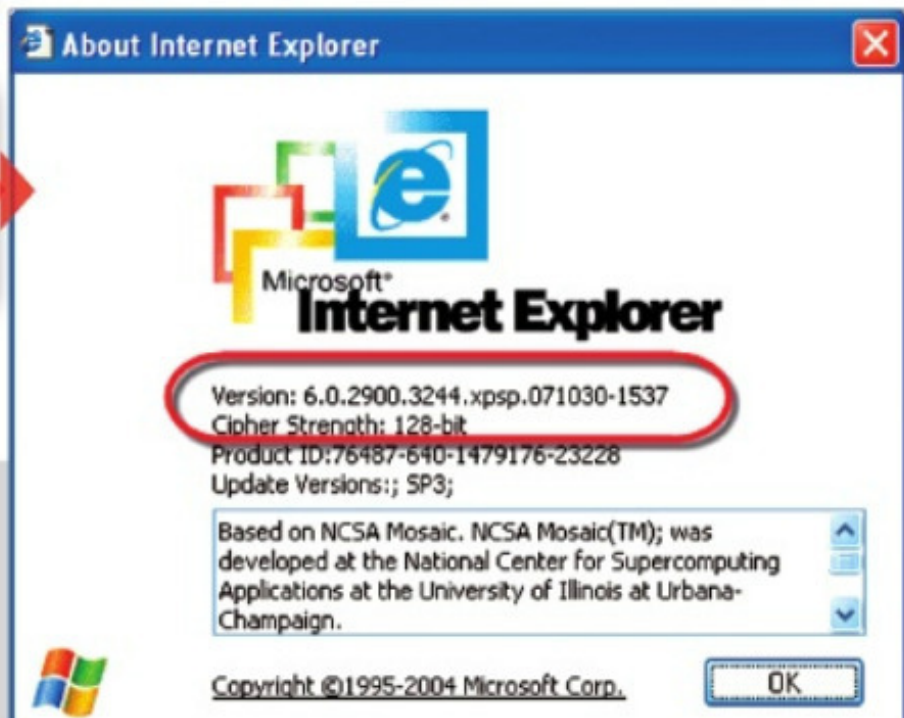 About Internet Explorer
Microsoft®
Internet Explorer
Version: 6.0.2900.3244.xpsp.071030-1537
Cipher Strength: 128-bit
Product ID:76487-640-1479176-23228
Update Versions:; SP3;
Based on NCSA Mosaic. NCSA Mosaic(TM); was
developed at the National Center for Supercomputing
Applications at the University of Illinois at Urbana-
Champaign.
Copyright ©1995-2004 Microsoft Corp.
OK